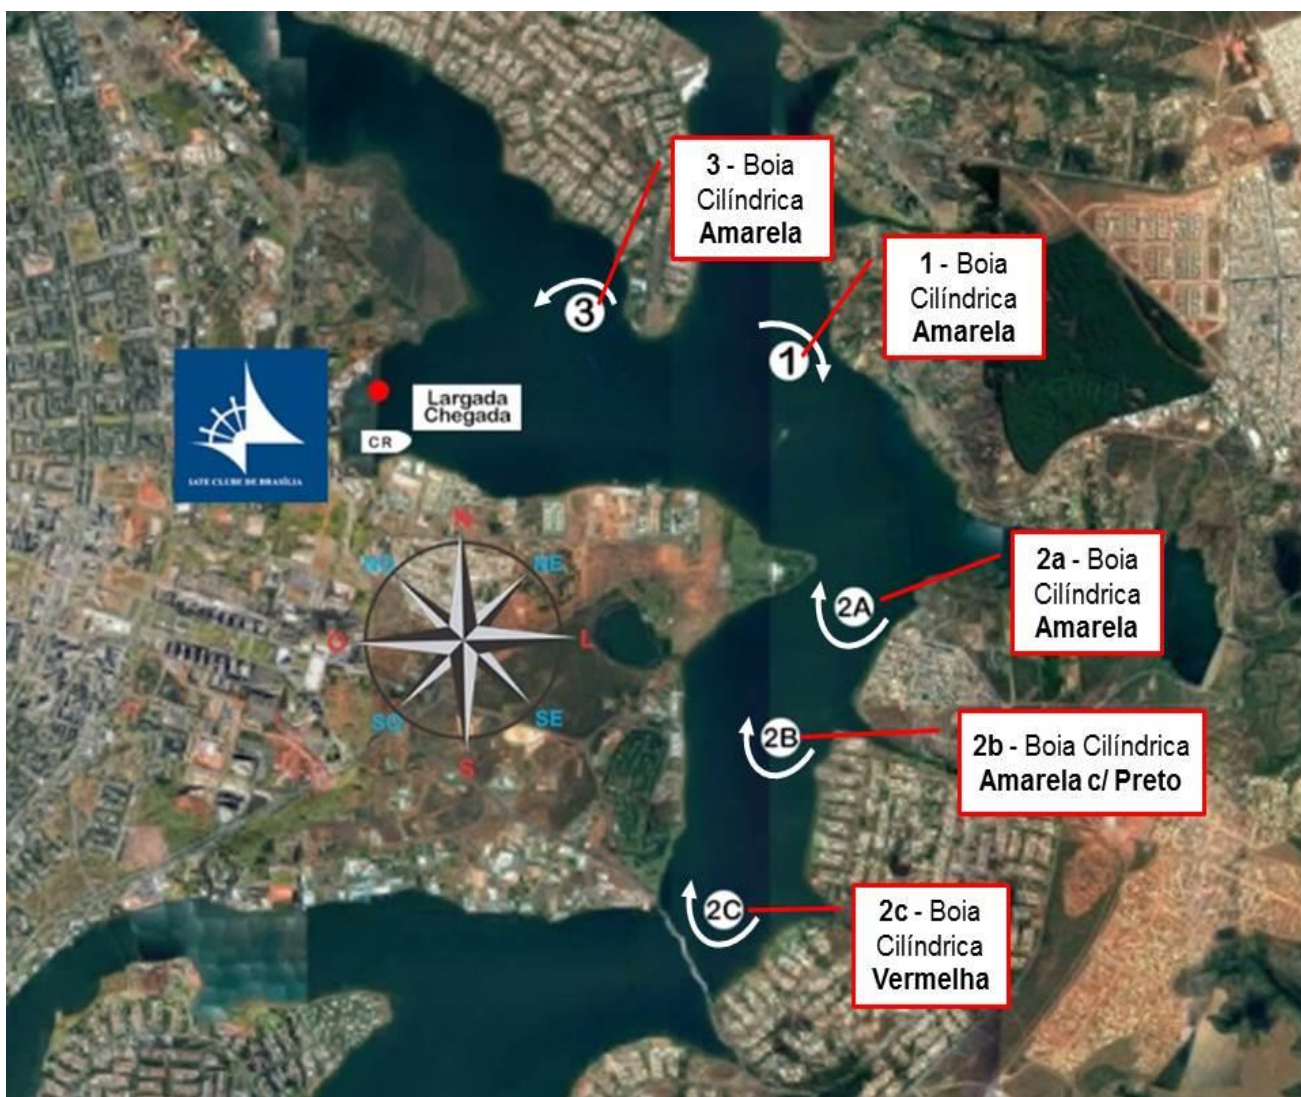 3 - Boia
Cilíndrica
Amarela
1 - Boia
Cilíndrica
Amarela
3
1
Largada
Chegada
CR
IATE CLUBE DE BRASÍLIA
N
NO
NE
O
L
SO
SE
S
2a - Boia
Cilíndrica
Amarela
2A
2b - Boia Cilíndrica
Amarela c/ Preto
2B
2c - Boia
Cilíndrica
Vermelha
2C